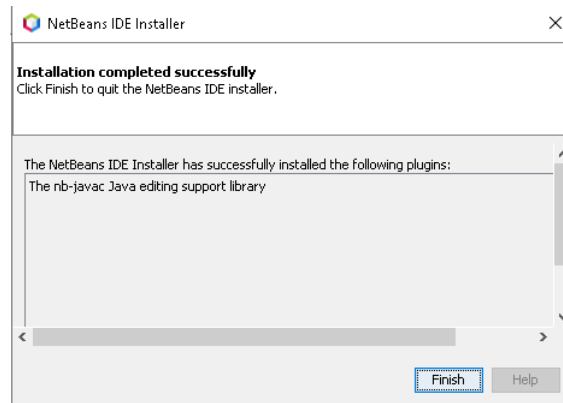 NetBeans IDE Installer
Installation completed successfully
Click Finish to quit the NetBeans IDE installer.
The NetBeans IDE Installer has successfully installed the following plugins:
The nb-javac Java editing support library
Finish
Help